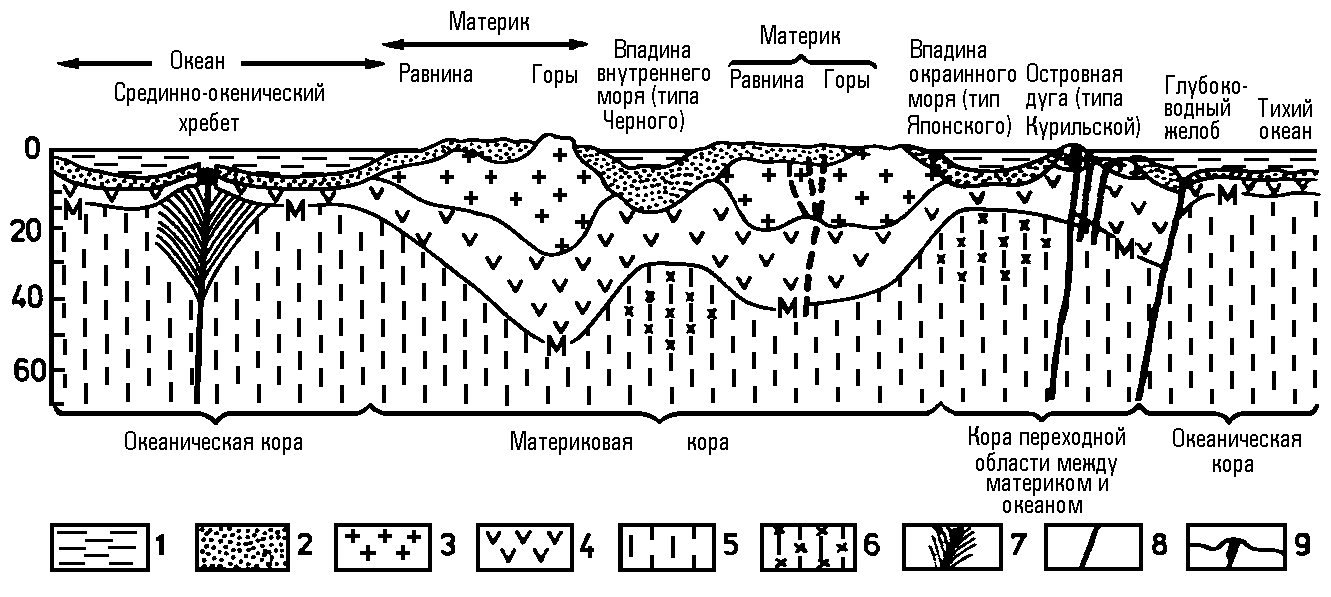 Материк
Океан
Равнина
Горы
Срединно-океничеcкий
хребет
Впадина
внутреннего
моря (типа
Черного)
Материк
Равнина
Горы
Впадина
окраинного
моря (тип
Японского)
Островная
дуга (типа
Курильской)
Глубоко-
водный
желоб
Тихий
океан
0
20
40
60
М
М
М
М
М
М
Океаническая кора
Материковая кора
Кора переходной
области между
материком и
океаном
Океаническая
кора
1
2
3
4
5
6
7
8
9